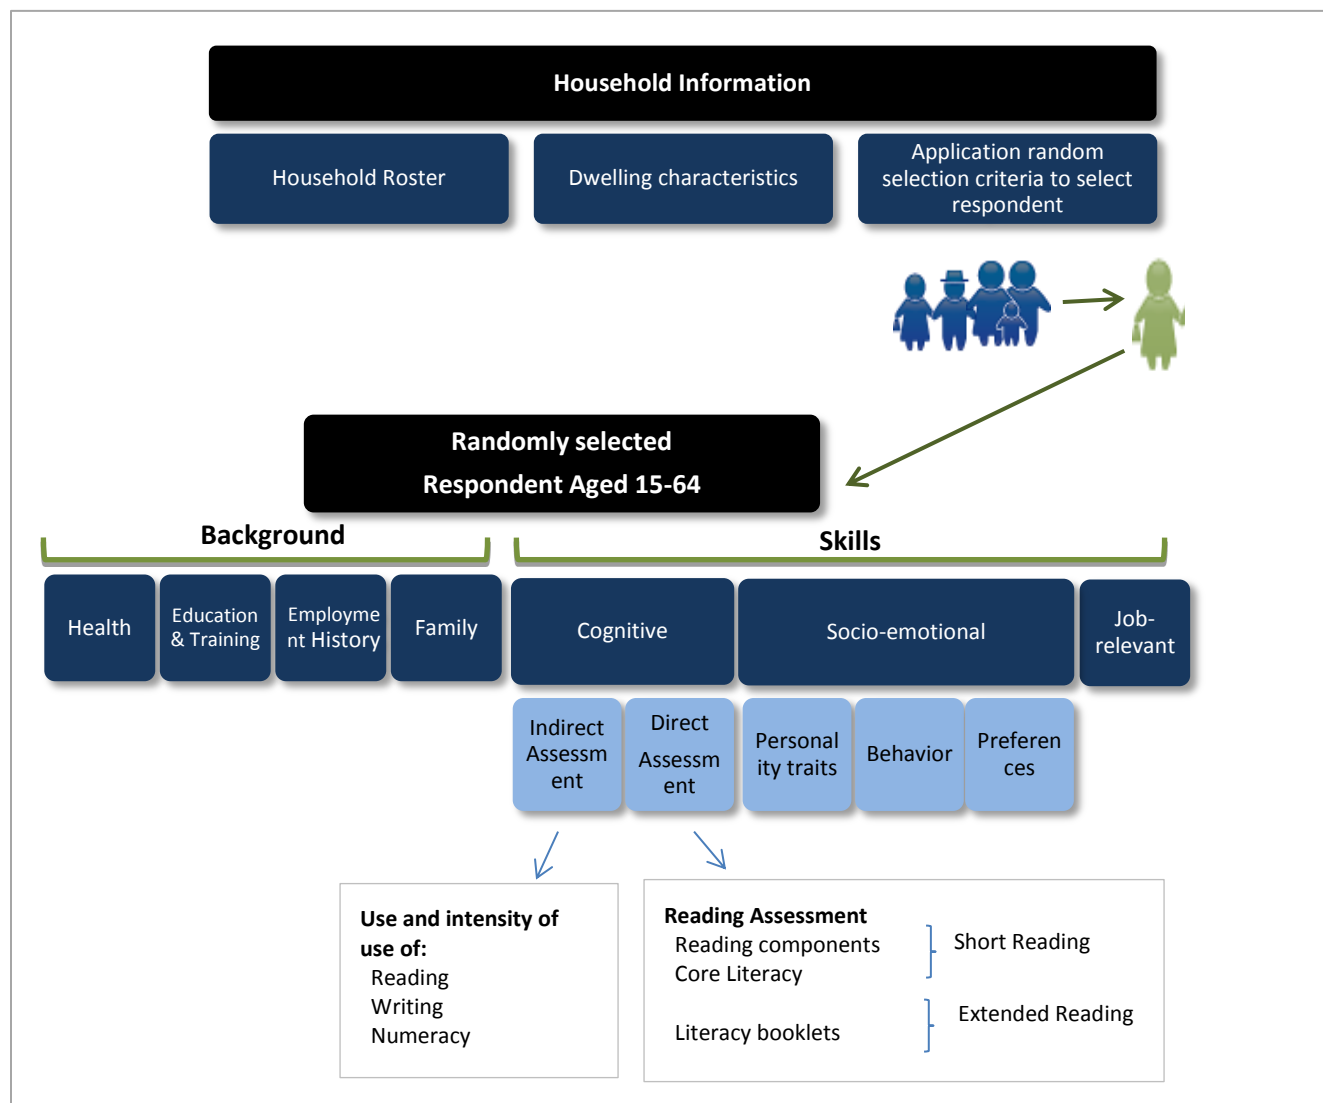 Household Information
Household Roster
Dwelling characteristics
Application random
selection criteria to select
respondent
Randomly selected
Respondent Aged 15-64
Background
Skills
Health
Education
& Training
Employme
nt History
Family
Cognitive
Socio-emotional
Job-
relevant
Indirect
Assessm
ent
Direct
Assessm
ent
Personal
ity traits
Behavior
Preferen
ces
Use and intensity of
use of:
Reading
Writing
Numeracy
Reading Assessment
Reading components
Core Literacy
Short Reading
Literacy booklets
Extended Reading